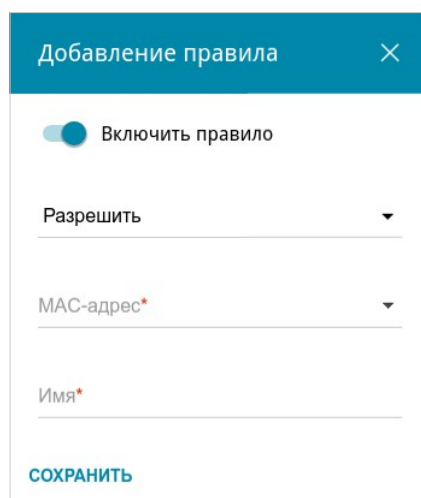 Добавление правила
Включить правило
Разрешить
MAC-адрес*
Имя*
СОХРАНИТЬ